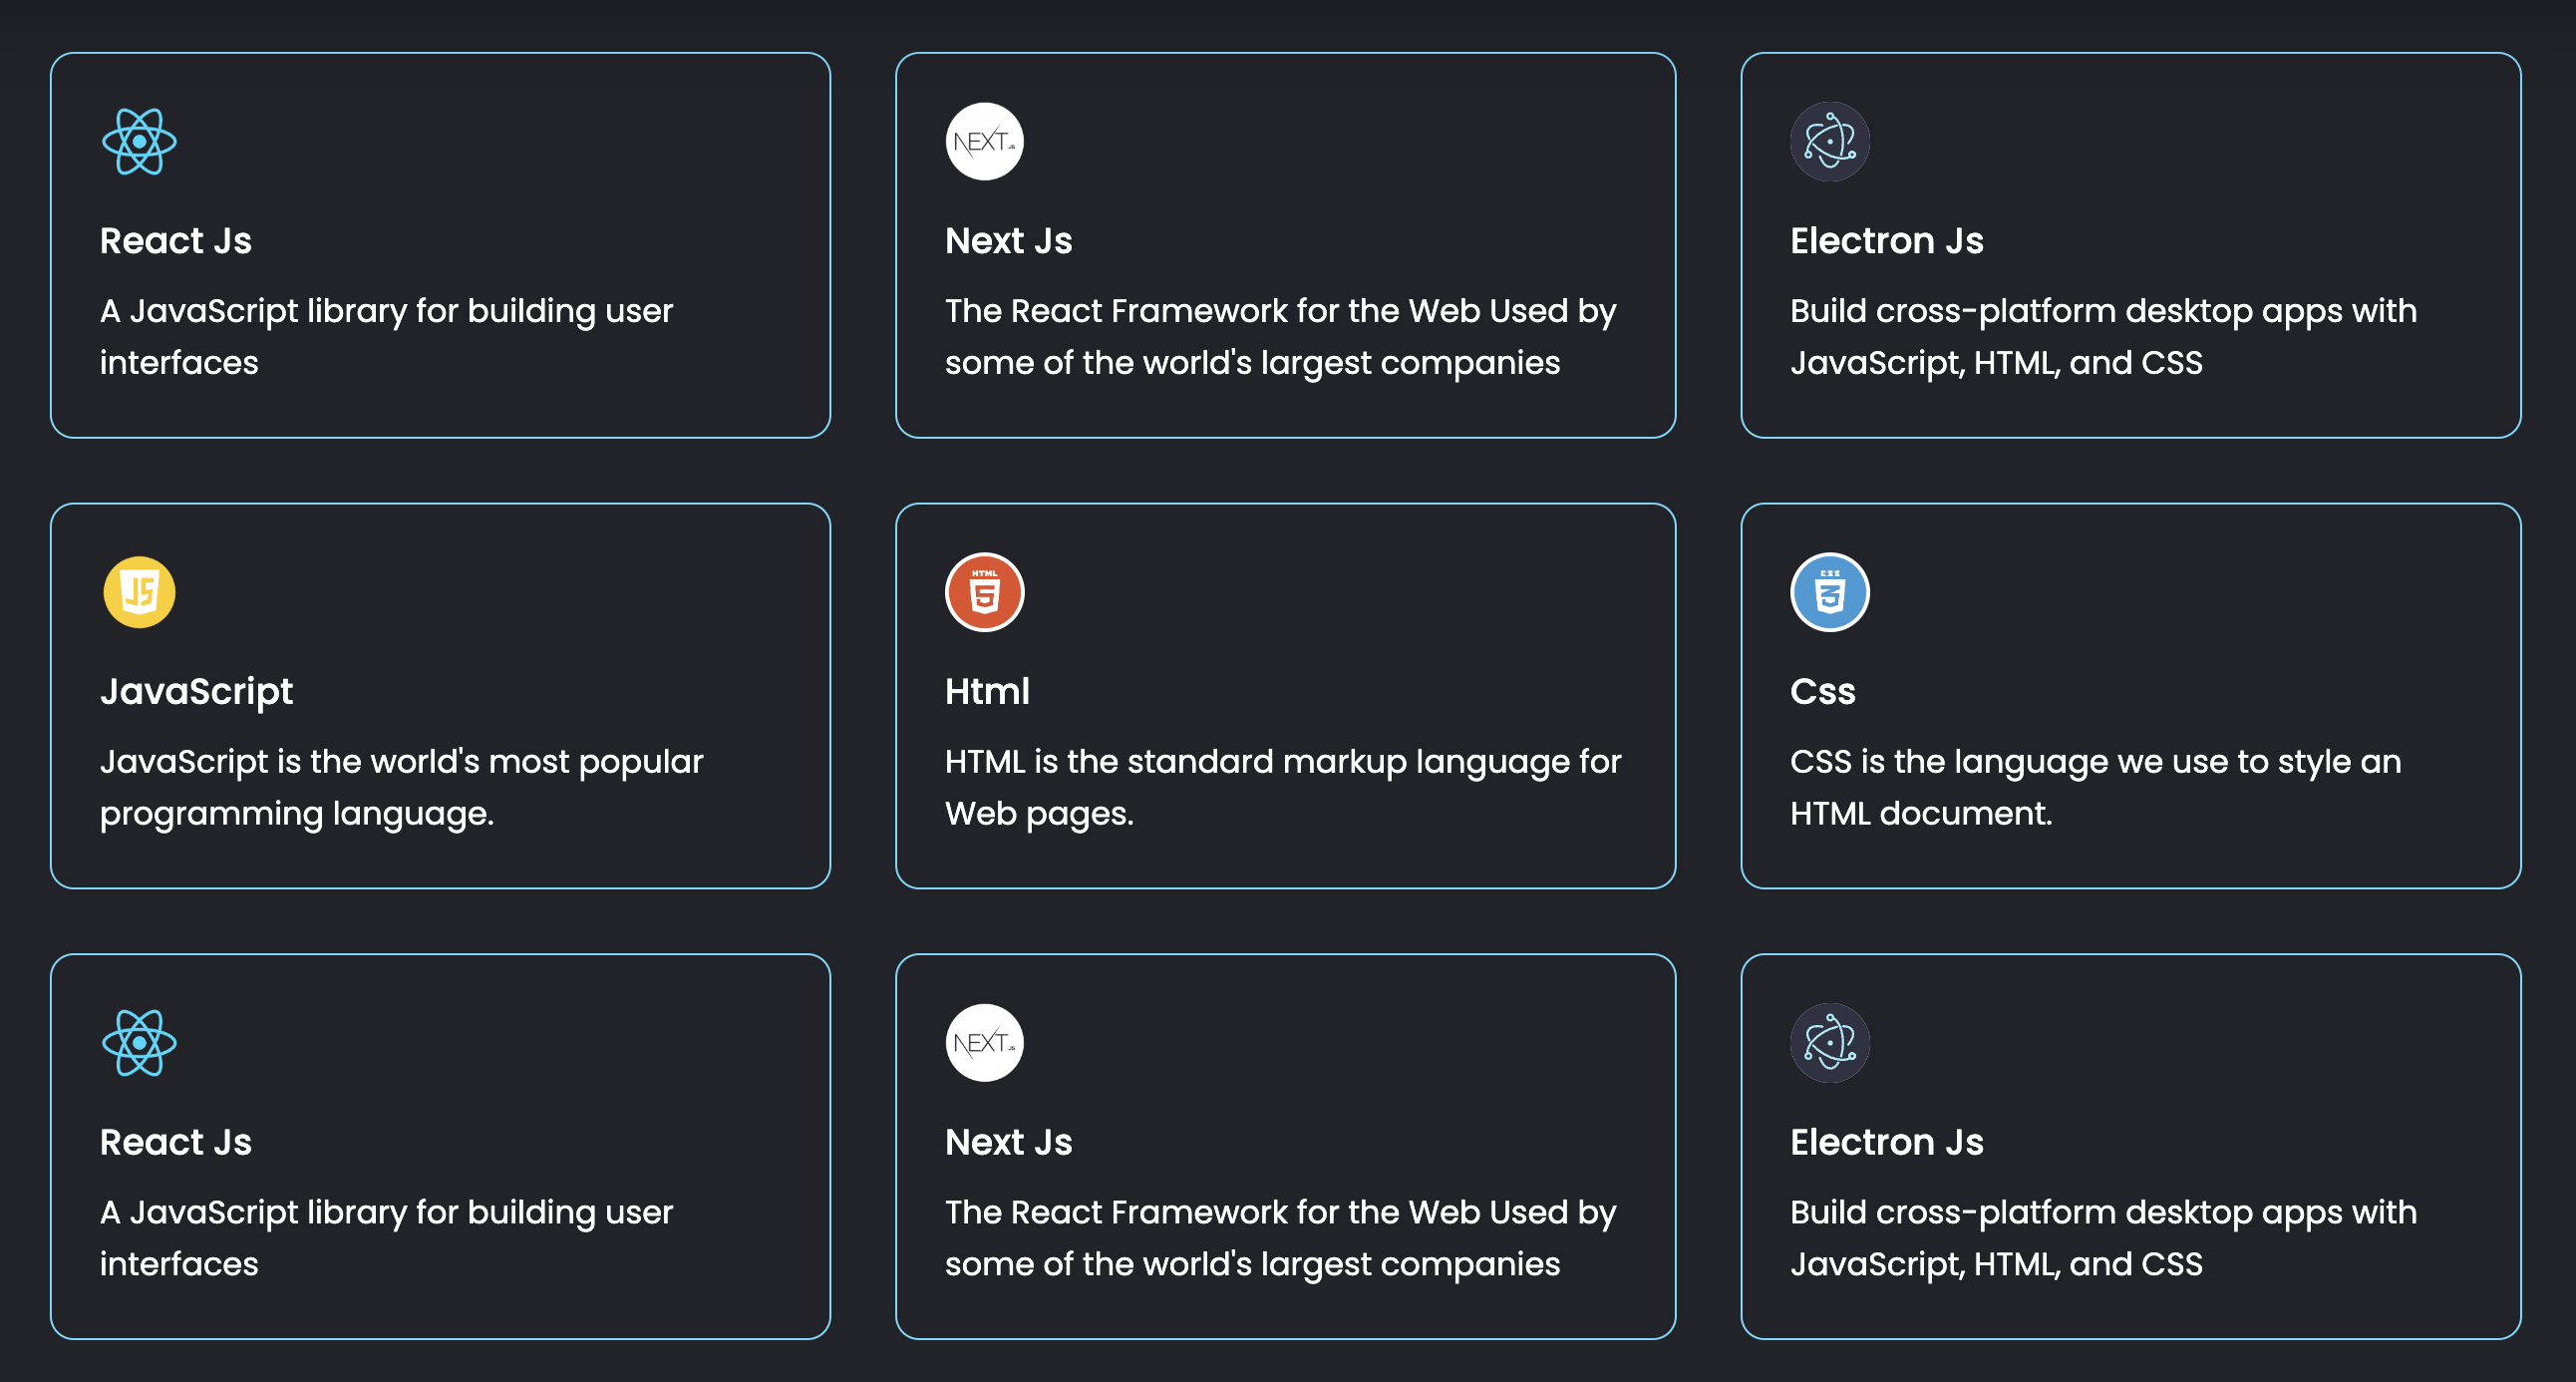 NEXT.JS
React Js
Next Js
Electron Js
A JavaScript library for building user
interfaces
The React Framework for the Web Used by
some of the world's largest companies
Build cross-platform desktop apps with
JavaScript, HTML, and CSS
JS
HTML
5
CSS
3
JavaScript
Html
Css
JavaScript is the world's most popular
programming language.
HTML is the standard markup language for
Web pages.
CSS is the language we use to style an
HTML document.
NEXT.JS
React Js
Next Js
Electron Js
A JavaScript library for building user
interfaces
The React Framework for the Web Used by
some of the world's largest companies
Build cross-platform desktop apps with
JavaScript, HTML, and CSS